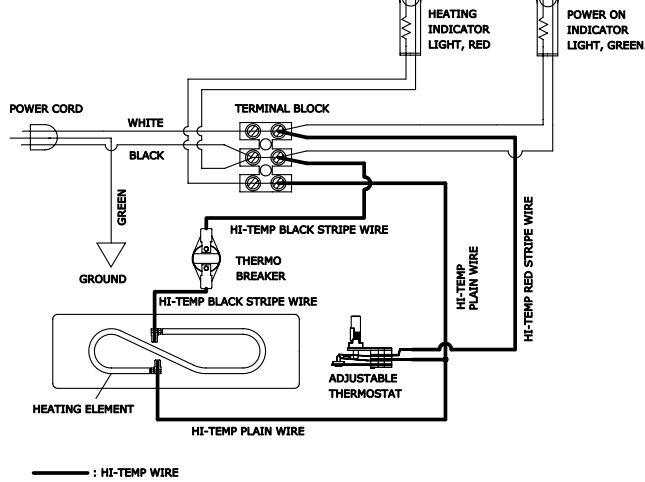 HEATING
INDICATOR
LIGHT, RED
POWER ON
INDICATOR
LIGHT, GREEN
POWER CORD
TERMINAL BLOCK
WHITE
BLACK
GREEN
GROUND
HI-TEMP BLACK STRIPE WIRE
THERMO
BREAKER
HI-TEMP BLACK STRIPE WIRE
HI-TEMP
PLAIN WIRE
HI-TEMP RED STRIPE WIRE
ADJUSTABLE
THERMOSTAT
HEATING ELEMENT
HI-TEMP PLAIN WIRE
: HI-TEMP WIRE